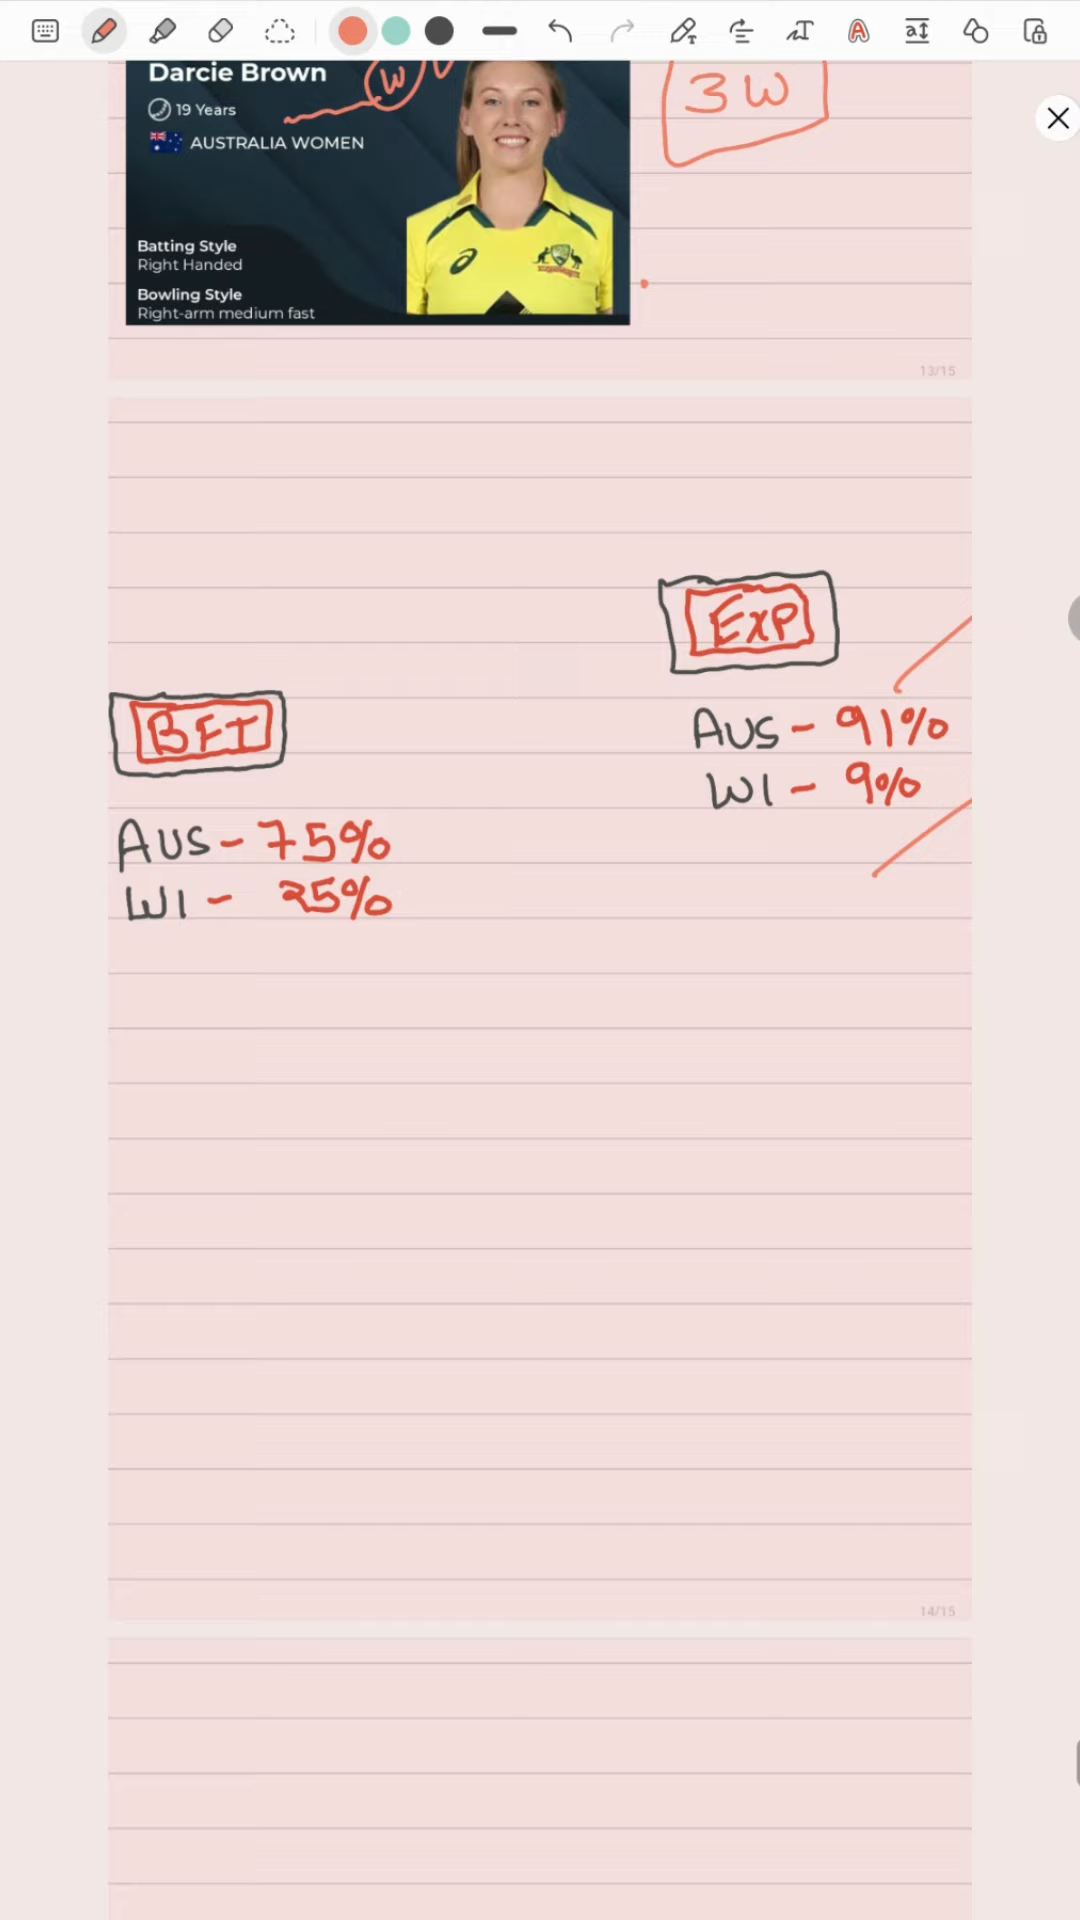 Darcie Brown
W
3 W
19 Years
AUSTRALIA WOMEN
Batting Style
Right Handed
Bowling Style
Right-arm medium fast
13/15
EXP
AUS - 91%
WI - 9%
BFI
AUS - 75%
WI - 25%
14/15